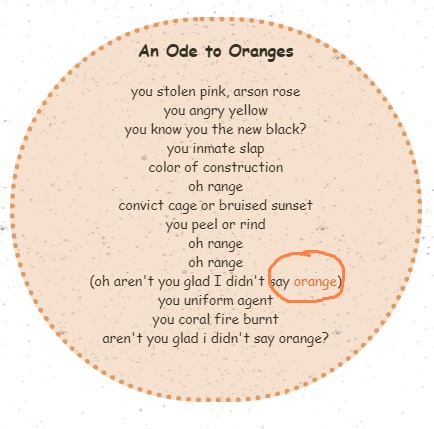 An Ode to Oranges
you stolen pink, arson rose
you angry yellow
you know you the new black?
you inmate slap
color of construction
oh range
convict cage or bruised sunset
you peel or rind
oh range
oh range
(oh aren't you glad I didn't say orange)
you uniform agent
you coral fire burnt
aren't you glad i didn't say orange?